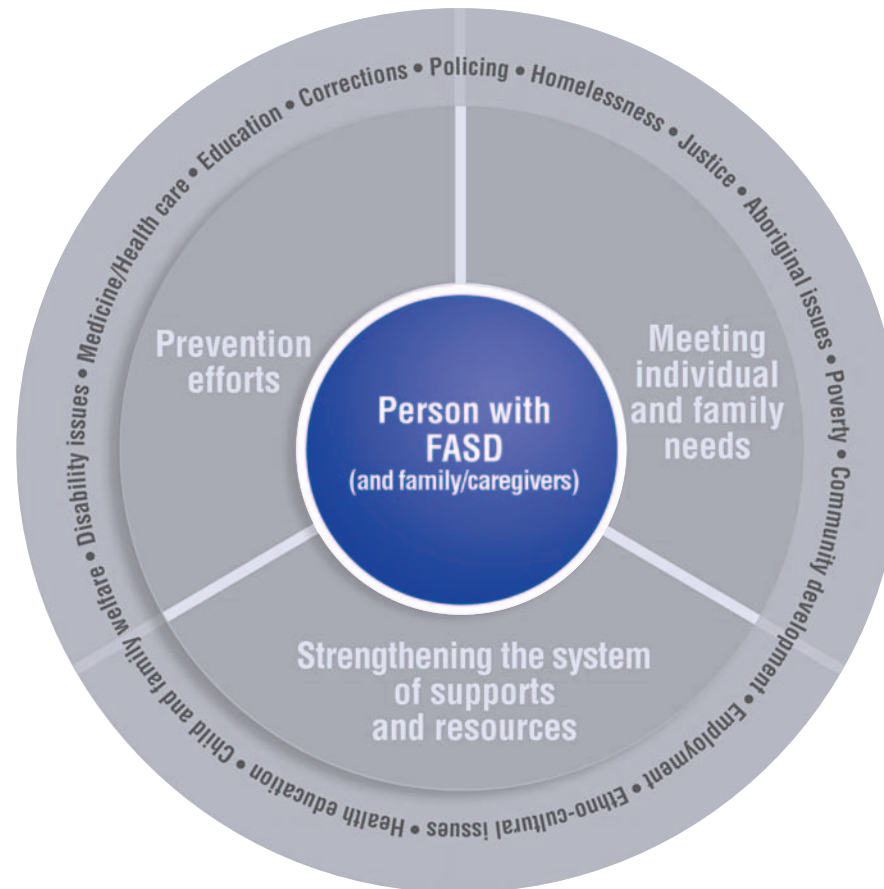 Policing • Homelessness • Justice • Aboriginal issues • Poverty • Community development • Employment • Ethno-cultural issues • Health education • Child and family welfare • Disability issues • Medicine/Health care • Education • Corrections •
Prevention
efforts
Meeting
individual
and family
needs
Person with
FASD
(and family/caregivers)
Strengthening the system
of supports
and resources